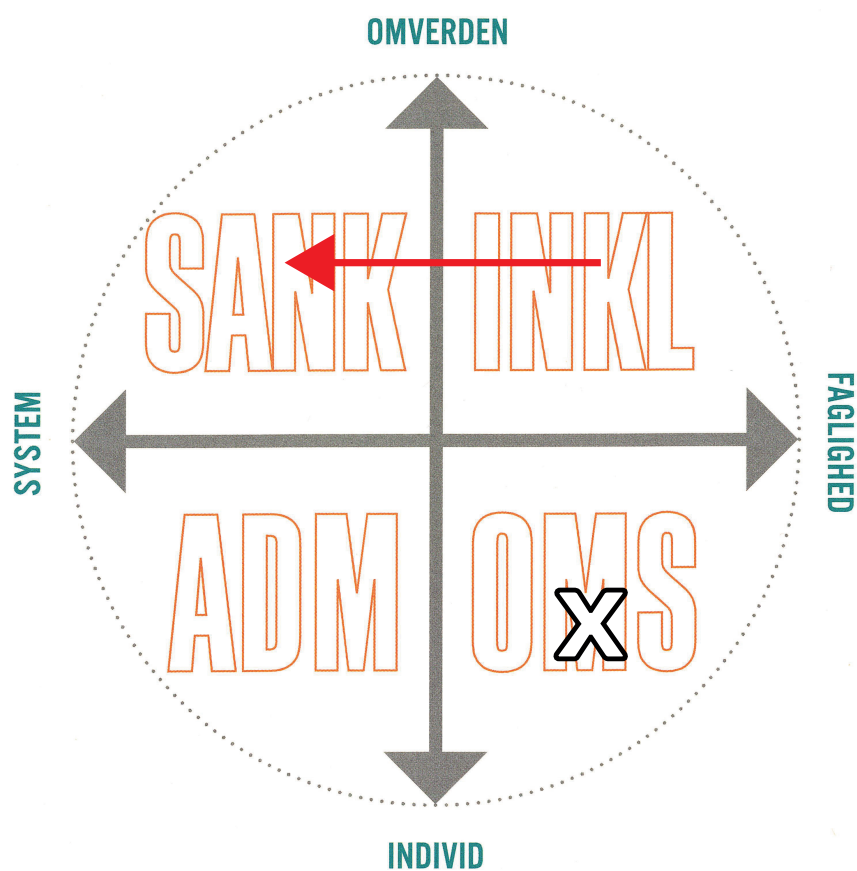 OMVERDEN
SANK INKL
SYSTEM
FAGLIGHED
ADM OMS
X
INDIVID